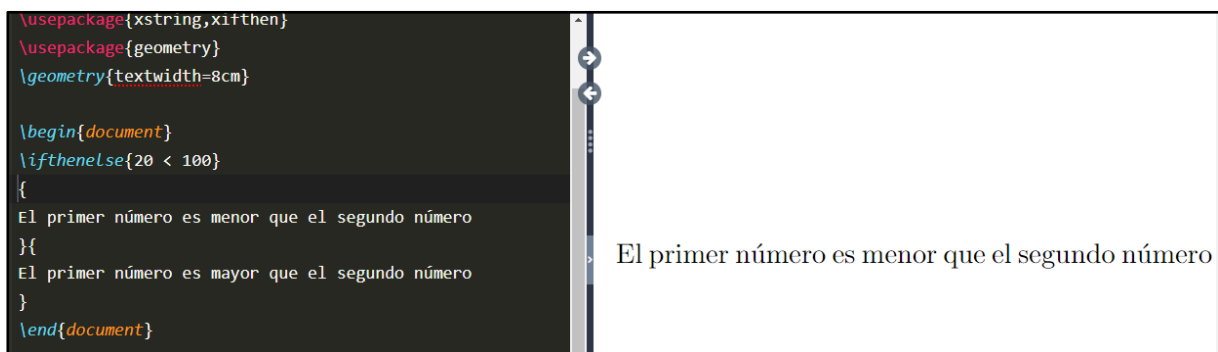 \usepackage{xstring,xifthen}
\usepackage{geometry}
\geometry{textwidth=8cm}
\begin{document}
\ifthenelse{20 < 100}
{
El primer número es menor que el segundo número
}{
El primer número es mayor que el segundo número
}
\end{document}
El primer número es menor que el segundo número